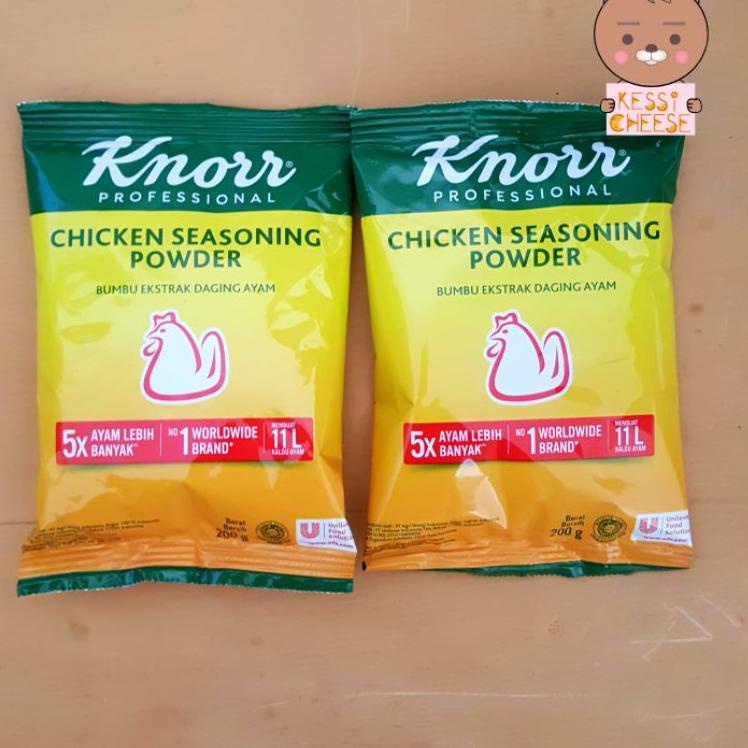 KESSi
CHEESE
Knorr®
PROFESSIONAL
CHICKEN SEASONING
POWDER
BUMBU EKSTRAK DAGING AYAM
5X AYAM LEBIH BANYAK^^
NO 1 WORLDWIDE BRAND*
MEMBUAT 11 L KALDU AYAM
Berat
Bersih
200 g
Knorr®
PROFESSIONAL
CHICKEN SEASONING
POWDER
BUMBU EKSTRAK DAGING AYAM
5X AYAM LEBIH BANYAK^^
NO 1 WORLDWIDE BRAND*
MEMBUAT 11 L KALDU AYAM
Berat
Bersih
200 g
Food